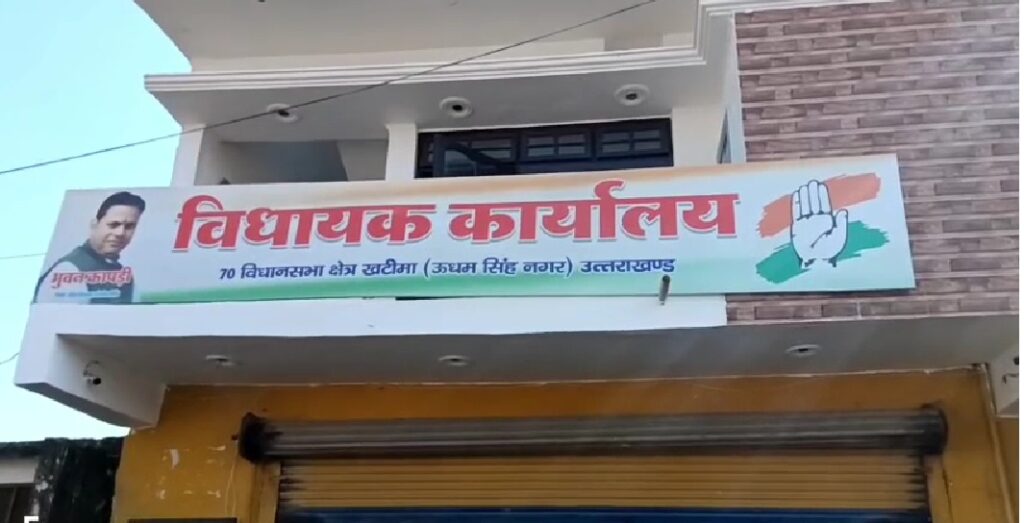 विधायक कार्यालय
70 विधानसभा क्षेत्र खटीमा (ऊधम सिंह नगर) उत्तराखण्ड
भुवन कापड़ी